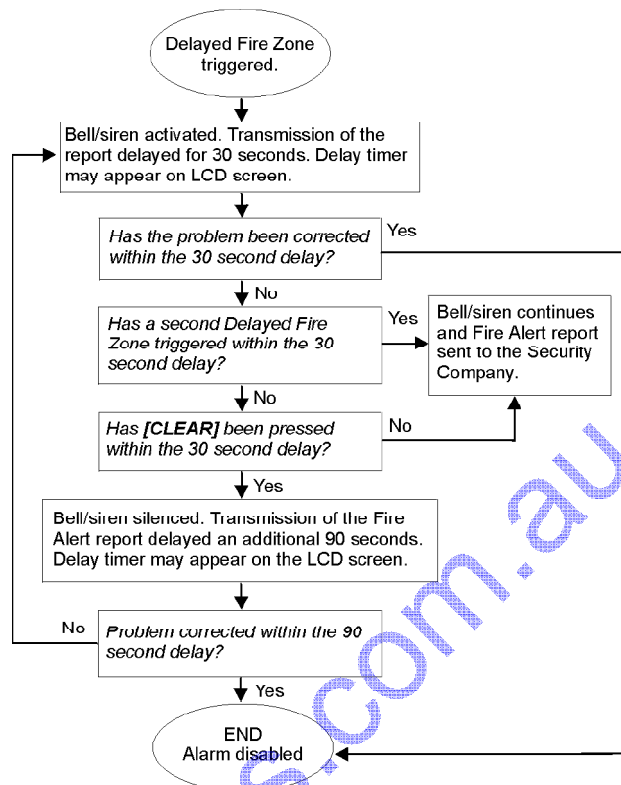 Delayed Fire Zone
triggered.
Bell/siren activated. Transmission of the
report delayed for 30 seconds. Delay timer
may appear on LCD screen.
Has the problem been corrected
within the 30 second delay?
Yes
No
Has a second Delayed Fire
Zone triggered within the 30
second delay?
Yes
Bell/siren continues
and Fire Alert report
sent to the Security
Company.
No
Has [CLEAR] been pressed
within the 30 second delay?
No
Yes
Bell/siren silenced. Transmission of the Fire
Alert report delayed an additional 90 seconds.
Delay timer may appear on the LCD screen.
No
Problem corrected within the 90
second delay?
Yes
END
Alarm disabled
s.com.au